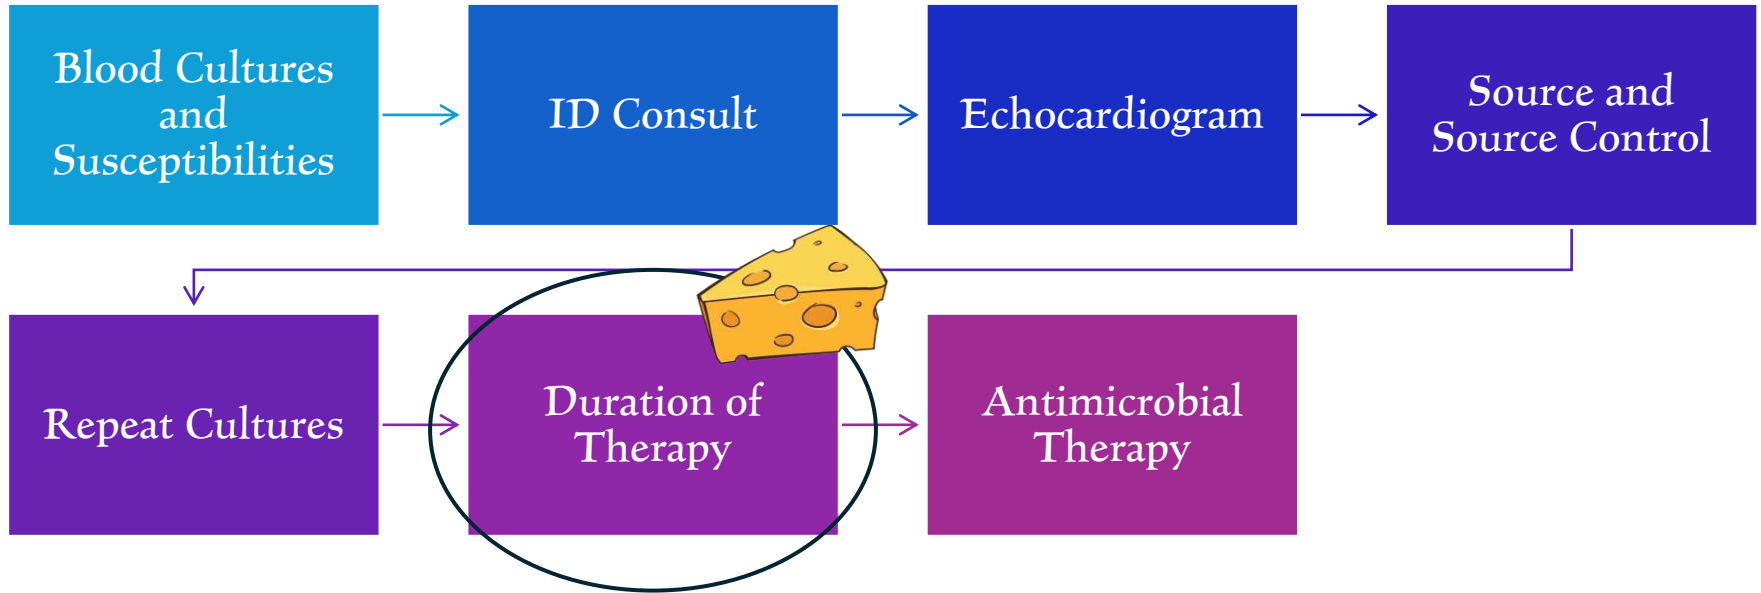 Blood Cultures
and
Susceptibilities
ID Consult
Echocardiogram
Source and
Source Control
Repeat Cultures
Duration of
Therapy
Antimicrobial
Therapy